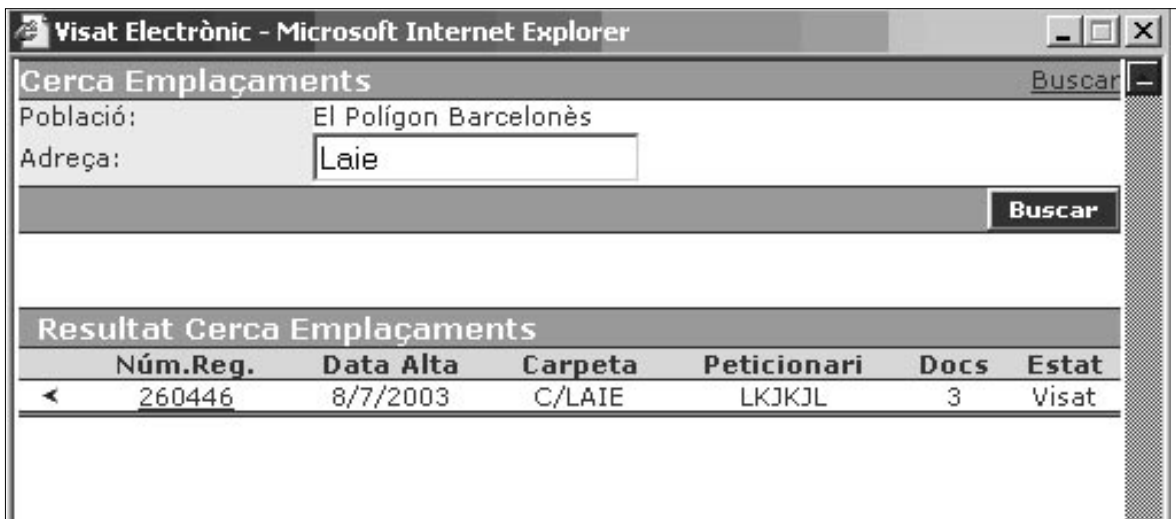 Visat Electrònic - Microsoft Internet Explorer
Cerca Emplaçaments Buscar
Població: El Polígon Barcelonès
Adreça: Laie
Buscar
Resultat Cerca Emplaçaments
Núm.Reg. Data Alta Carpeta Peticionari Docs Estat
260446 8/7/2003 C/LAIE LKJKJL 3 Visat